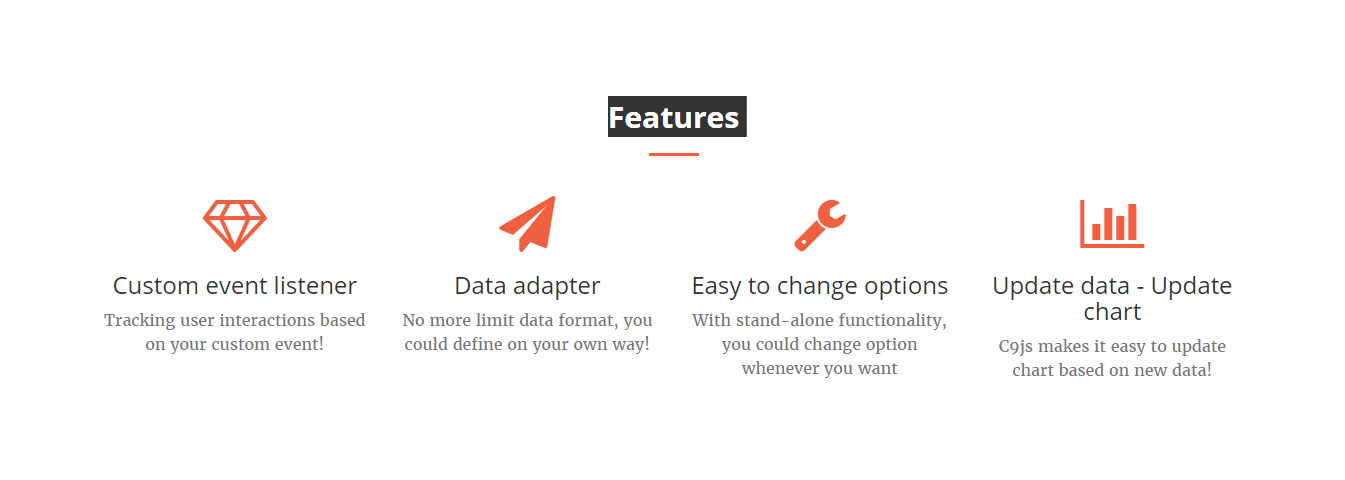 Features
Custom event listener
Tracking user interactions based
on your custom event!
Data adapter
No more limit data format, you
could define on your own way!
Easy to change options
With stand-alone functionality,
you could change option
whenever you want
Update data - Update
chart
C9js makes it easy to update
chart based on new data!